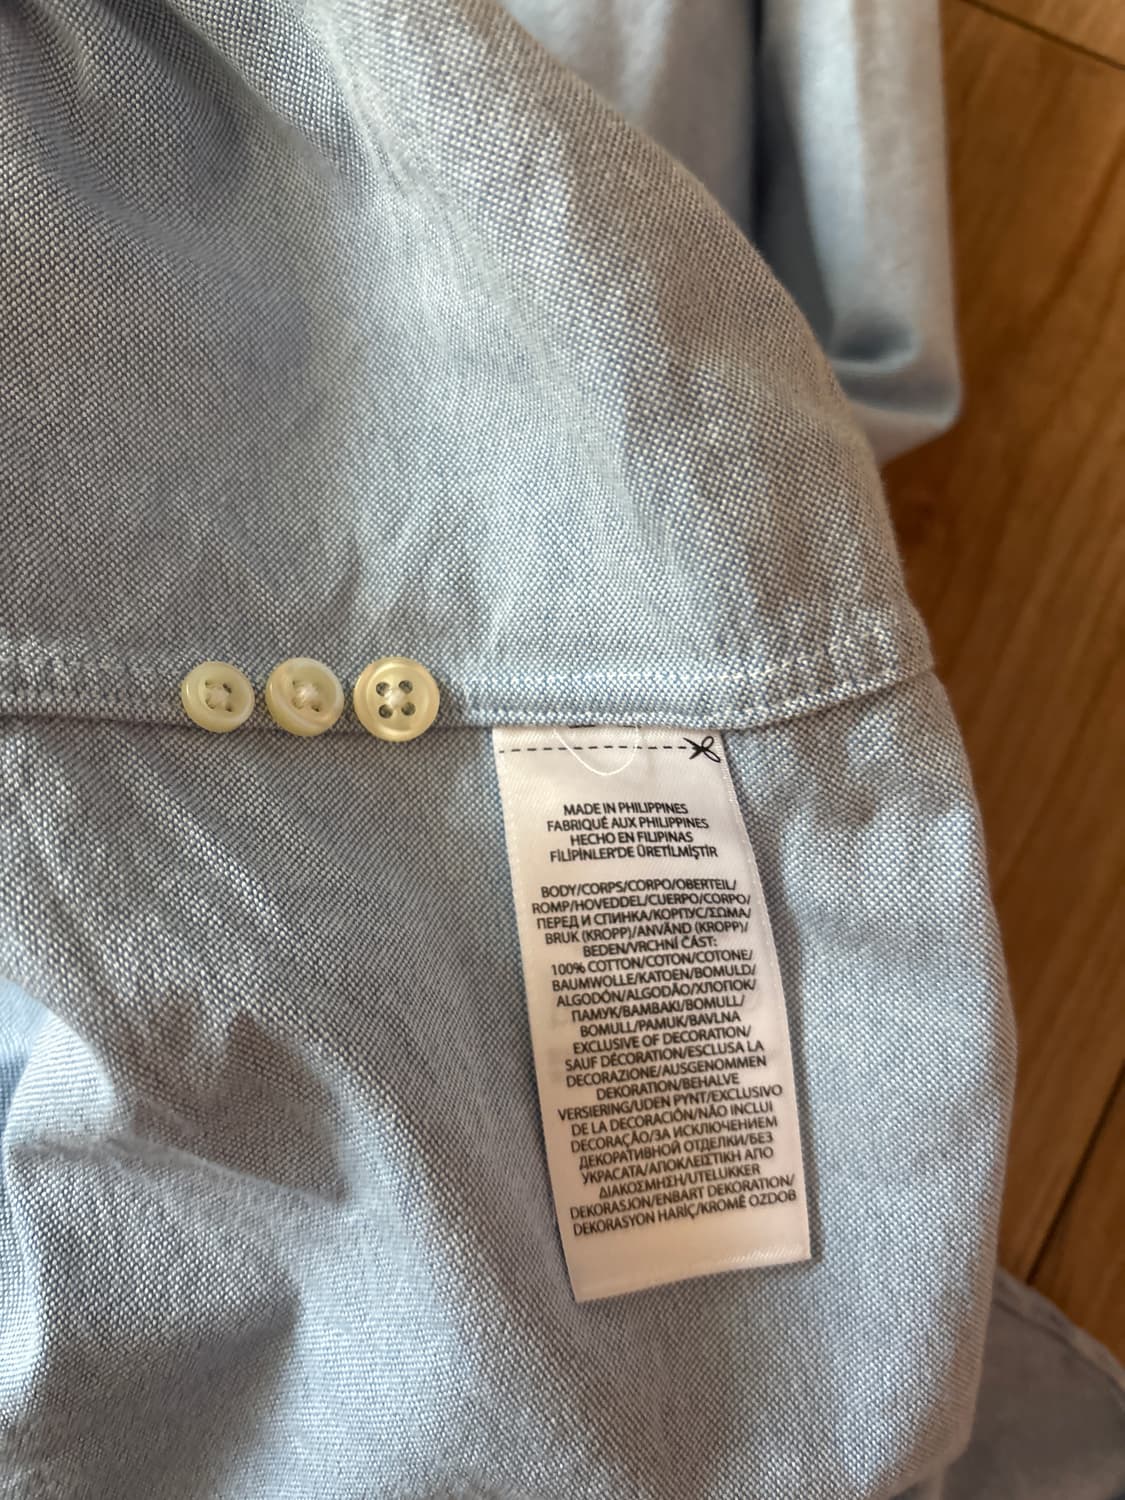 MADE IN PHILIPPINES
FABRIQUÉ AUX PHILIPPINES
HECHO EN FILIPINAS
FİLİPİNLER'DE ÜRETİLMİŞTİR
BODY/CORPS/CORPO/OBERTEIL/
ROMP/HOVEDDEL/CUERPO/CORPO/
ПЕРЕД И СПИНКА/КОРПУС/ΣΩΜΑ/
BRUK (KROPP)/ANVÄND (KROPP)/
BEDEN/VRCHNÍ ČÁST:
100% COTTON/COTON/COTONE/
BAUMWOLLE/KATOEN/BOMULD/
ALGODÓN/ALGODÃO/ХЛОПОК/
ПАМУК/BAMBAKI/BOMULL/
BOMULL/PAMUK/BAVLNA
EXCLUSIVE OF DECORATION/
SAUF DÉCORATION/ESCLUSA LA
DECORAZIONE/AUSGENOMMEN
DEKORATION/BEHALVE
VERSIERING/UDEN PYNT/EXCLUSIVO
DE LA DECORACIÓN/NÃO INCLUI
DECORAÇÃO/ЗА ИСКЛЮЧЕНИЕМ
ДЕКОРАТИВНОЙ ОТДЕЛКИ/БЕЗ
УКРАСАТА/ΑΠΟΚΛΕΙΣΤΙΚΗ ΑΠΟ
ΔΙΑΚΟΣΜΗΣΗ/UTELUKKER
DEKORASJON/ENBART DEKORATION/
DEKORASYON HARİÇ/KROMĚ OZDOB